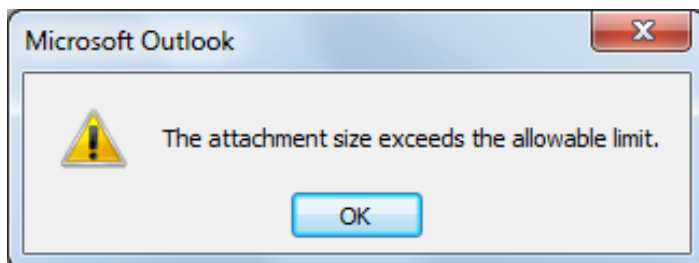 Microsoft Outlook
The attachment size exceeds the allowable limit.
OK